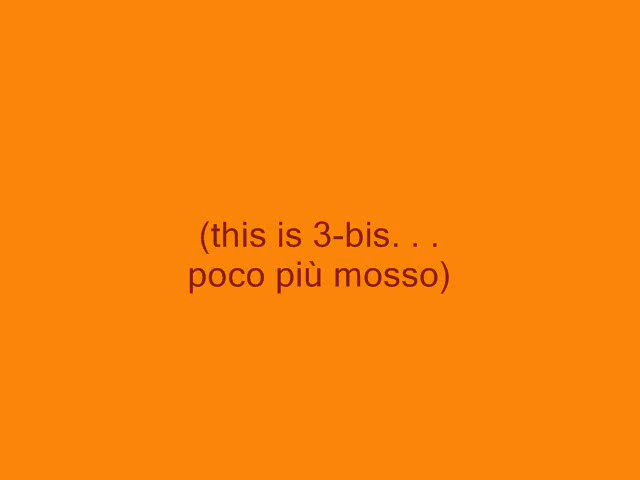 (this is 3-bis. . .
poco più mosso)